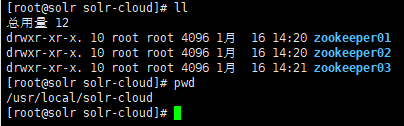 [root@solr solr-cloud]# ll
总用量 12
drwxr-xr-x. 10 root root 4096 1月  16 14:20 zookeeper01
drwxr-xr-x. 10 root root 4096 1月  16 14:20 zookeeper02
drwxr-xr-x. 10 root root 4096 1月  16 14:21 zookeeper03
[root@solr solr-cloud]# pwd
/usr/local/solr-cloud
[root@solr solr-cloud]#